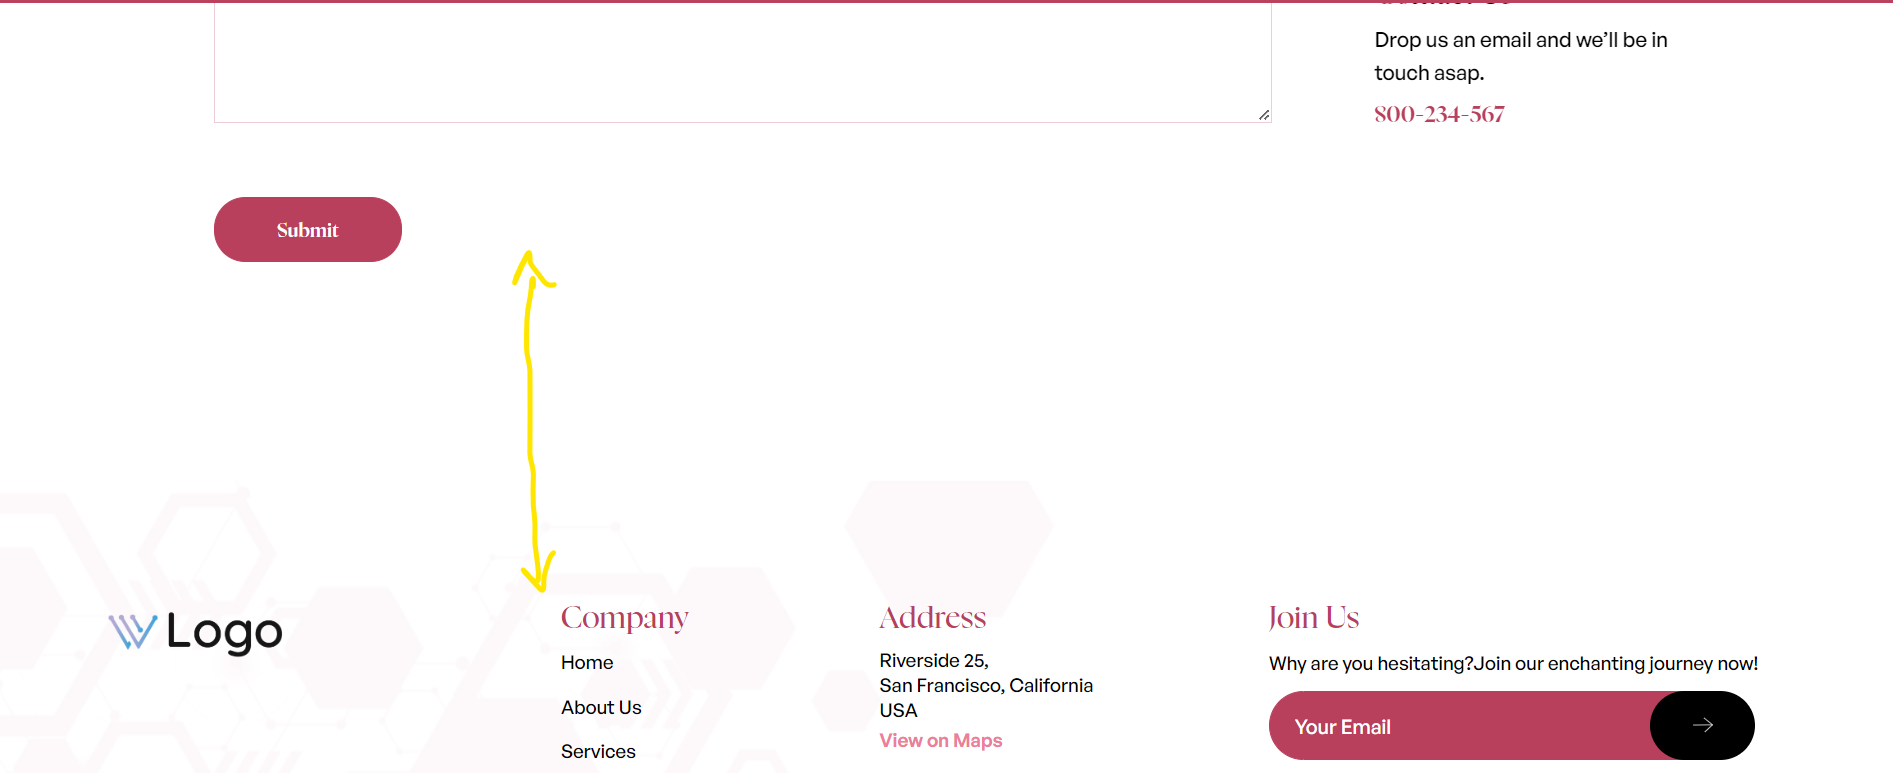 Drop us an email and we’ll be in
touch asap.
800-234-567
Submit
Logo
Company
Home
About Us
Services
Address
Riverside 25,
San Francisco, California
USA
View on Maps
Join Us
Why are you hesitating?Join our enchanting journey now!
Your Email